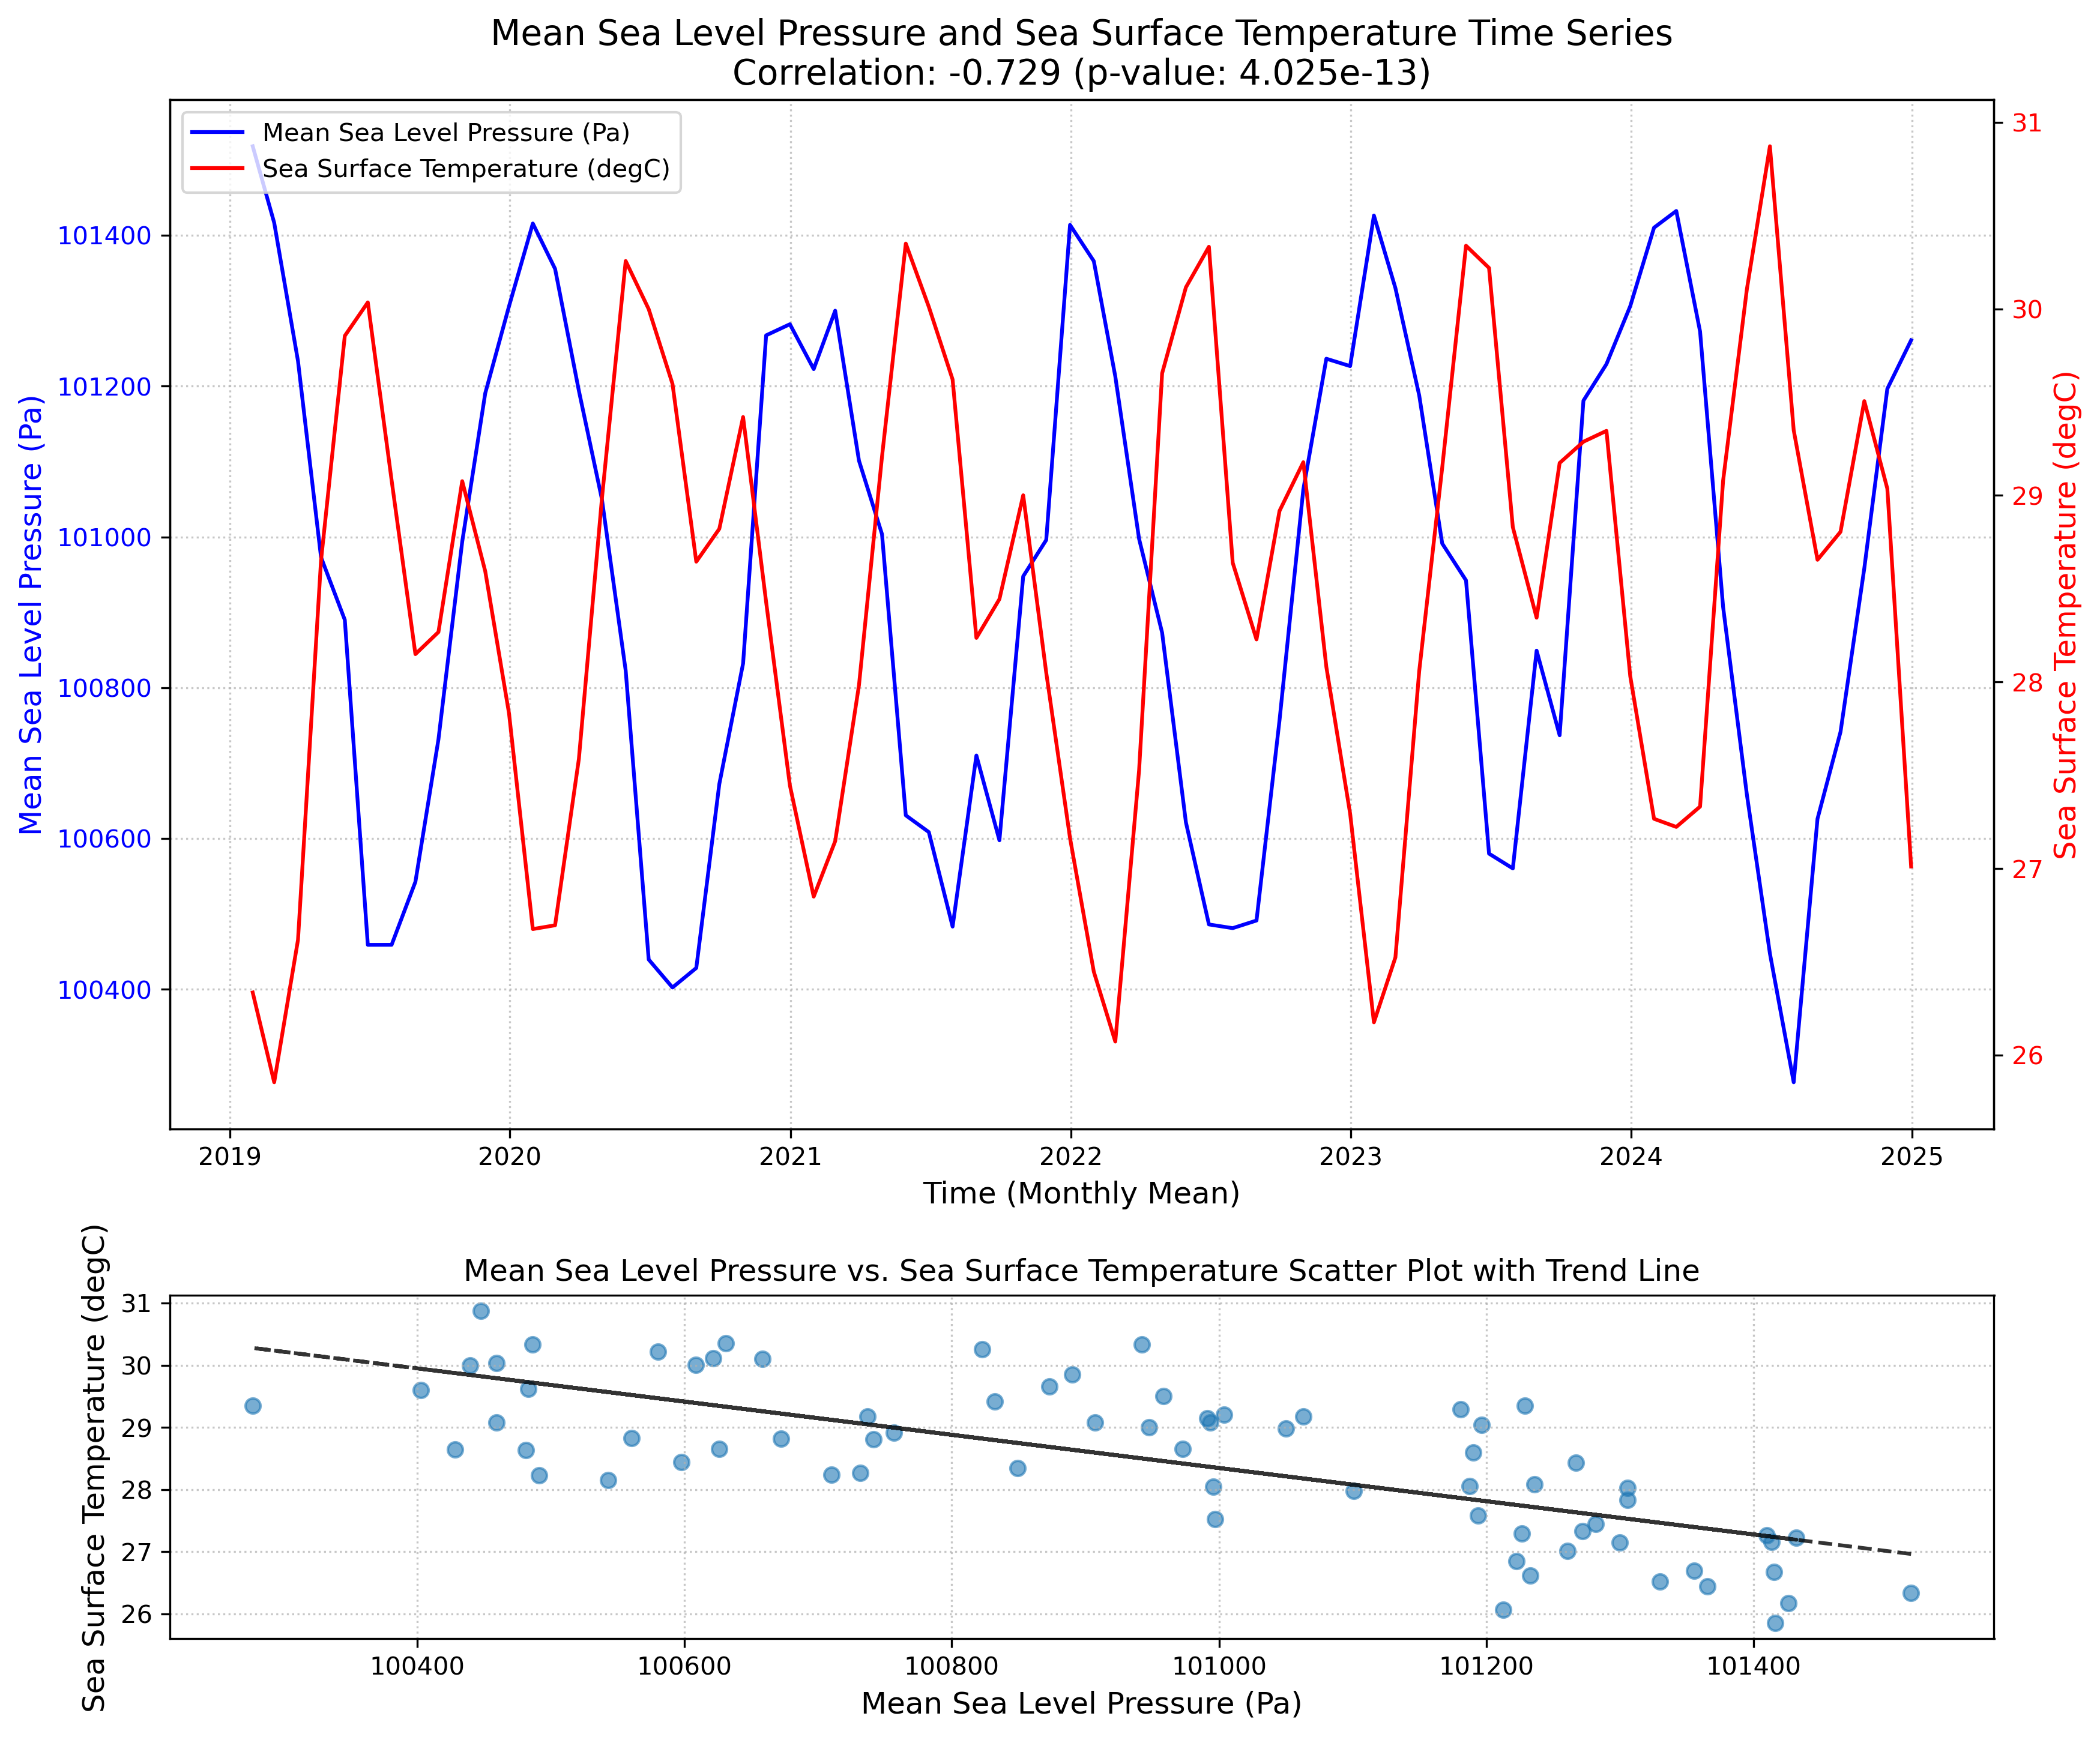 Mean Sea Level Pressure and Sea Surface Temperature Time Series
Correlation: -0.729 (p-value: 4.025e-13)
Mean Sea Level Pressure (Pa)
Sea Surface Temperature (degC)
Mean Sea Level Pressure (Pa)
101400
101200
101000
100800
100600
100400
31
30
29
28
27
26
Sea Surface Temperature (degC)
2019 2020 2021 2022 2023 2024 2025
Time (Monthly Mean)
Mean Sea Level Pressure vs. Sea Surface Temperature Scatter Plot with Trend Line
Sea Surface Temperature (degC)
31
30
29
28
27
26
100400 100600 100800 101000 101200 101400
Mean Sea Level Pressure (Pa)